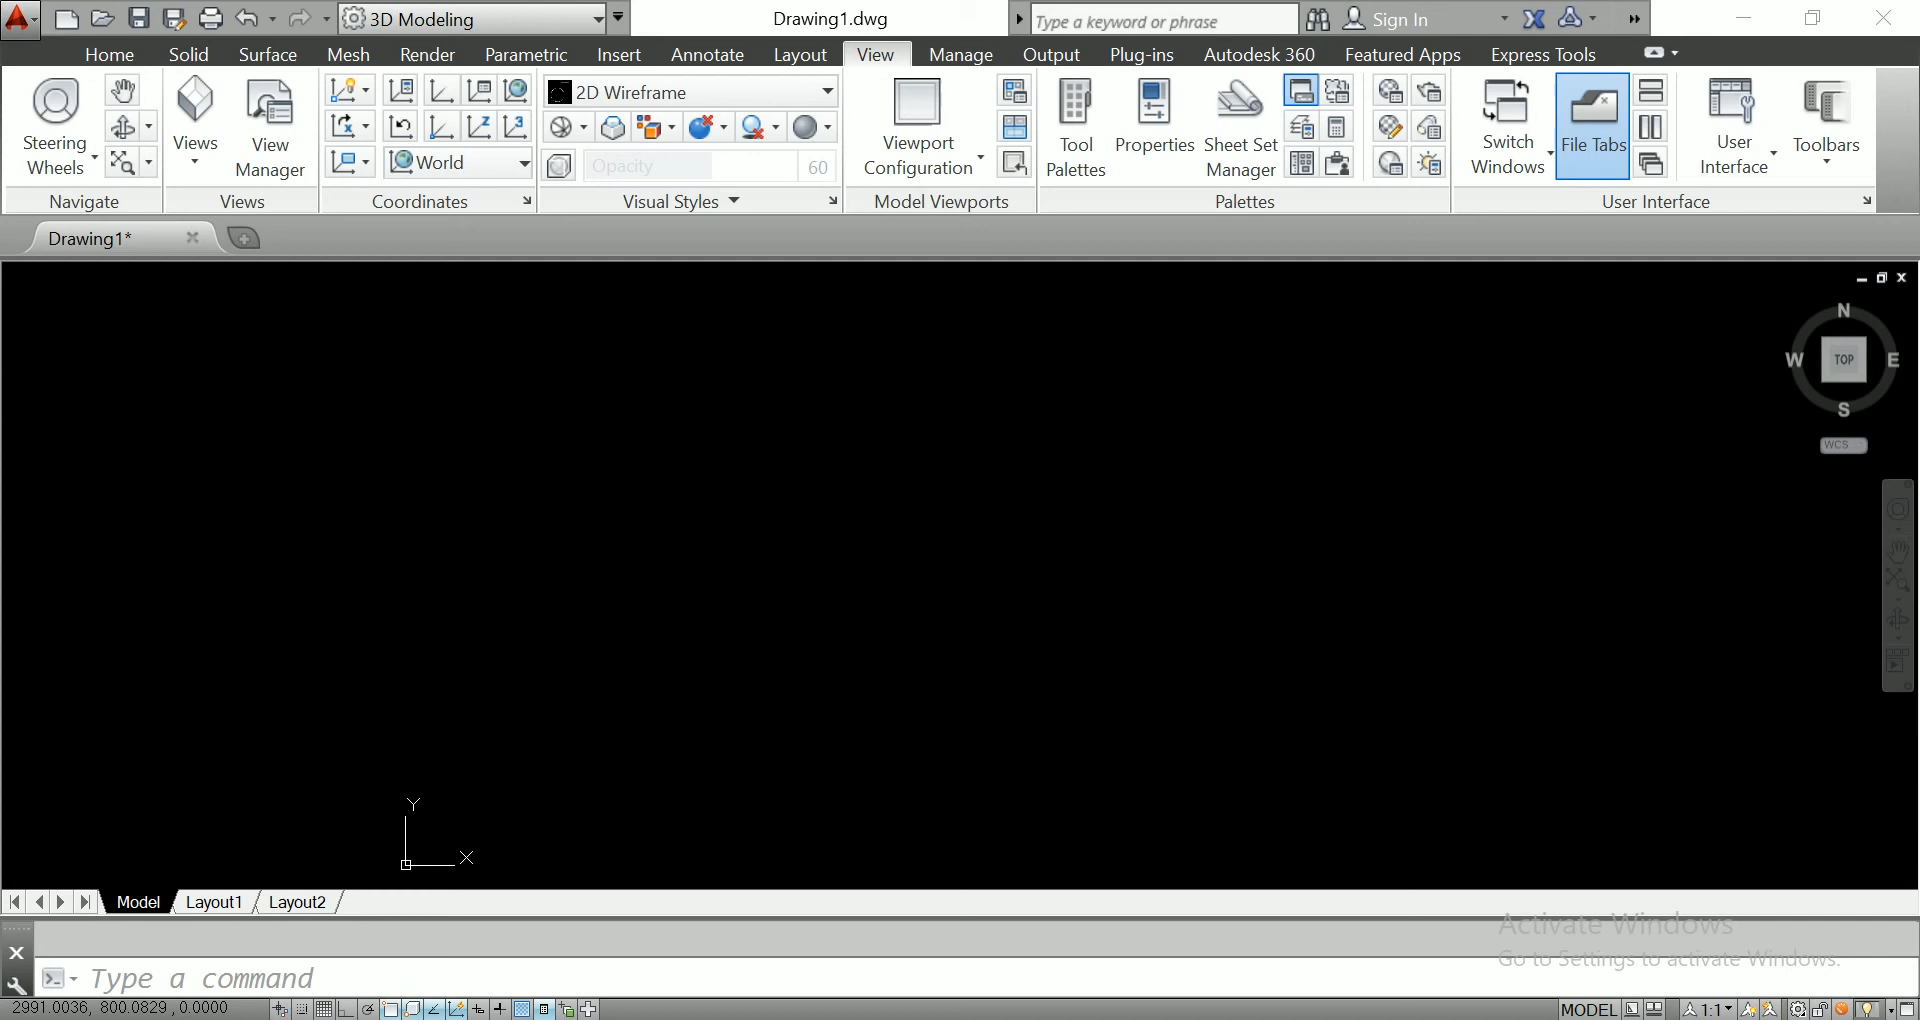 3D Modeling
Drawing1.dwg
Type a keyword or phrase
Sign In
Home Solid Surface Mesh Render Parametric Insert Annotate Layout View Manage Output Plug-ins Autodesk 360 Featured Apps Express Tools
Steering
Wheels
Views
View
Manager
World
2D Wireframe
Opacity 60
Viewport
Configuration
Tool
Palettes
Properties
Sheet Set
Manager
Switch
Windows
File Tabs
User
Interface
Toolbars
Navigate Views Coordinates Visual Styles Model Viewports Palettes User Interface
Drawing1*
N
W TOP E
S
WCS
Y
X
Model Layout1 Layout2
Activate Windows
Go to Settings to activate Windows.
Type a command
2991.0036, 800.0829 , 0.0000
MODEL
1:1